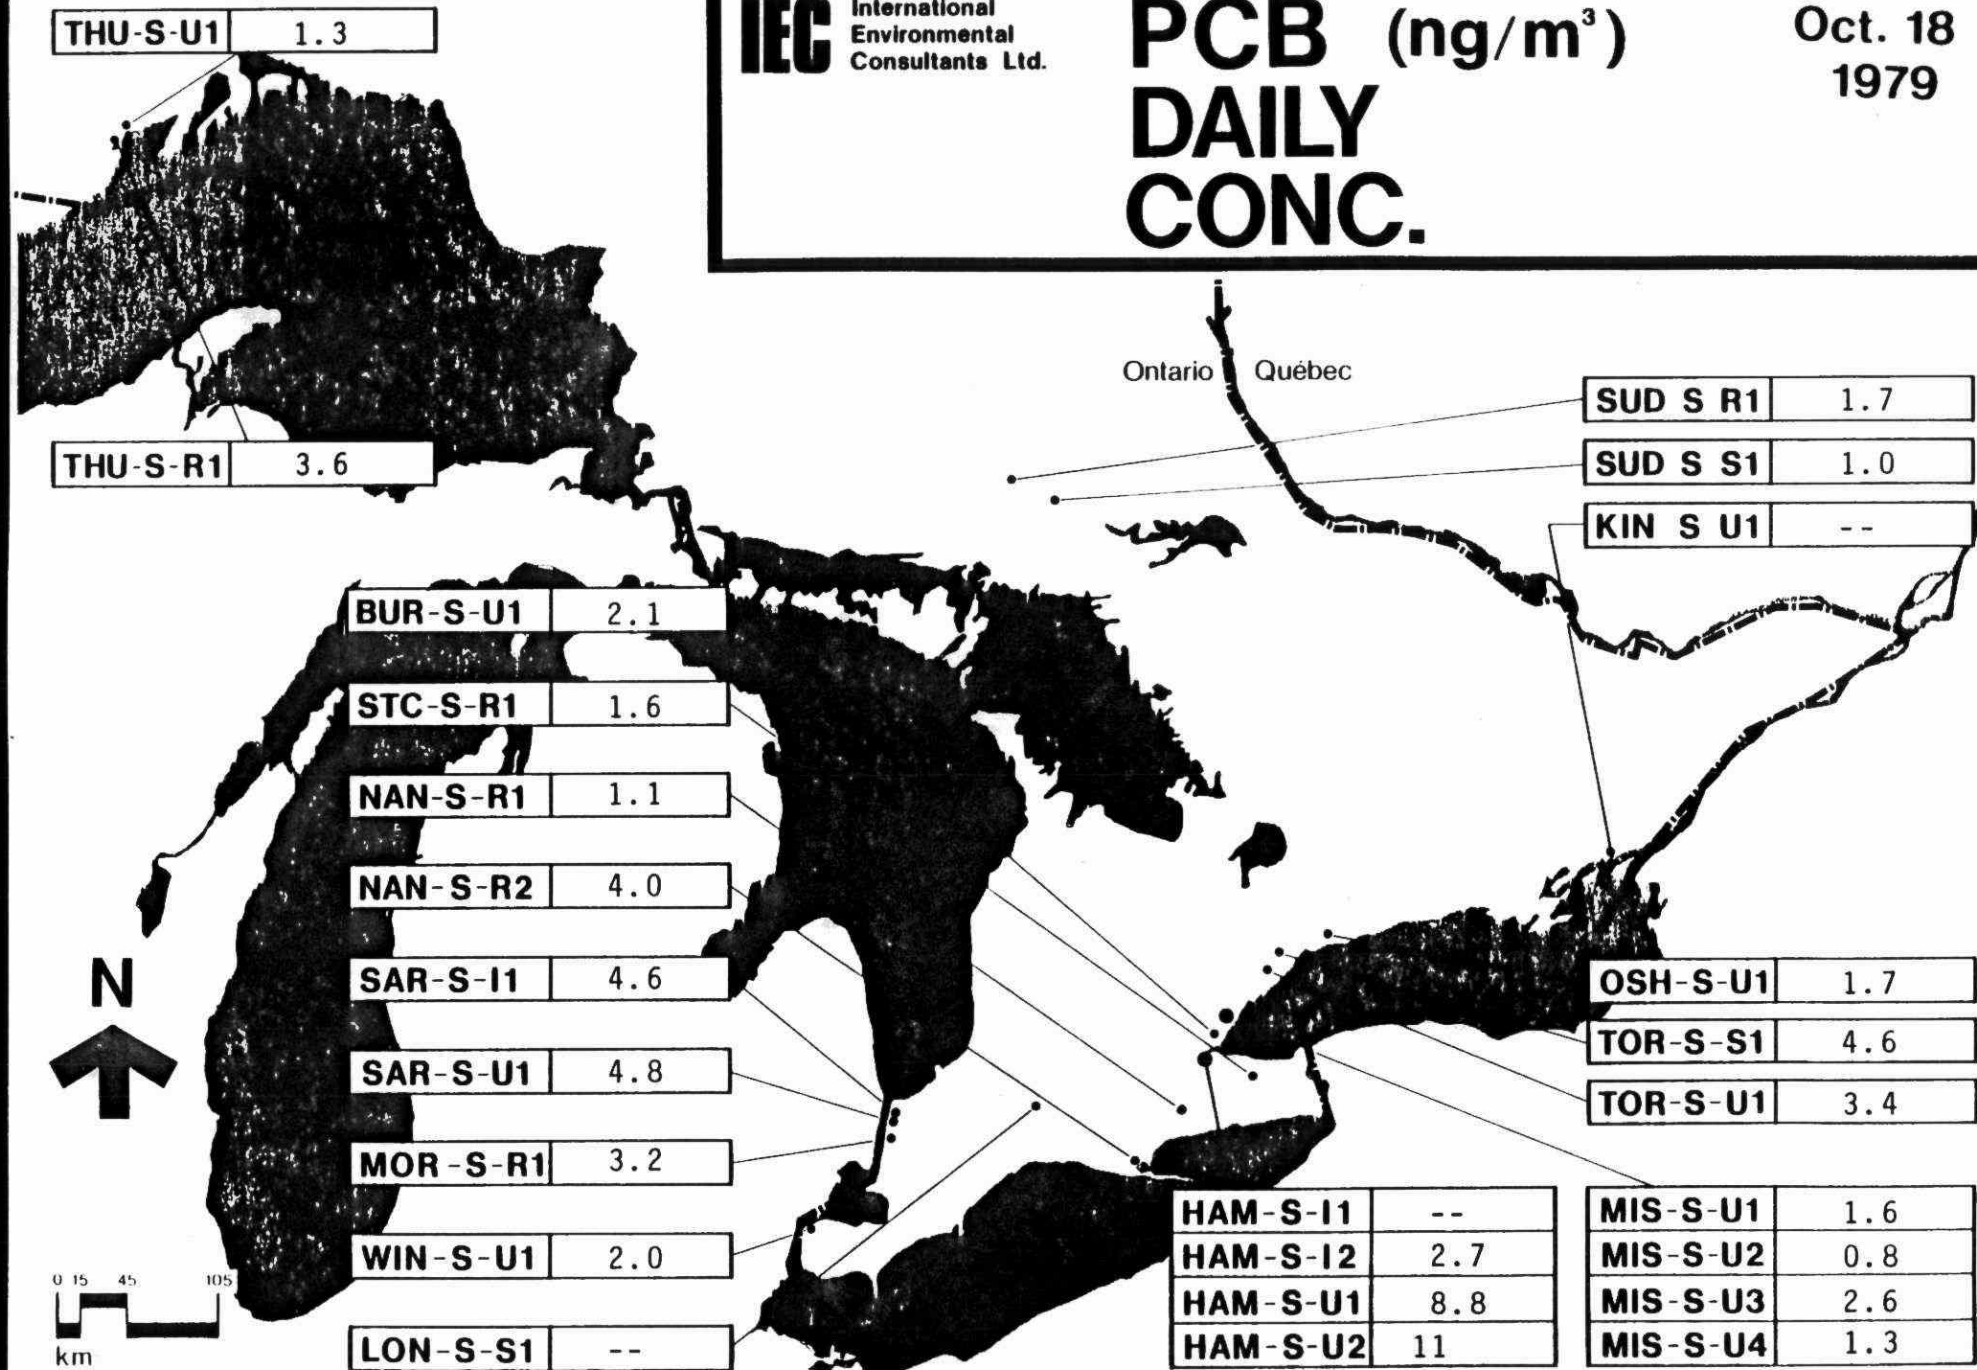 THU-S-U1 1.3
IEC International
Environmental
Consultants Ltd.
PCB (ng/m³)
DAILY
CONC.
Oct. 18
1979
THU-S-R1 3.6
Ontario Québec
SUD S R1 1.7
SUD S S1 1.0
KIN S U1 --
BUR-S-U1 2.1
STC-S-R1 1.6
NAN-S-R1 1.1
NAN-S-R2 4.0
SAR-S-I1 4.6
SAR-S-U1 4.8
MOR-S-R1 3.2
WIN-S-U1 2.0
LON-S-S1 --
N
0 15 45 105
km
OSH-S-U1 1.7
TOR-S-S1 4.6
TOR-S-U1 3.4
HAM-S-I1 --
HAM-S-I2 2.7
HAM-S-U1 8.8
HAM-S-U2 11
MIS-S-U1 1.6
MIS-S-U2 0.8
MIS-S-U3 2.6
MIS-S-U4 1.3